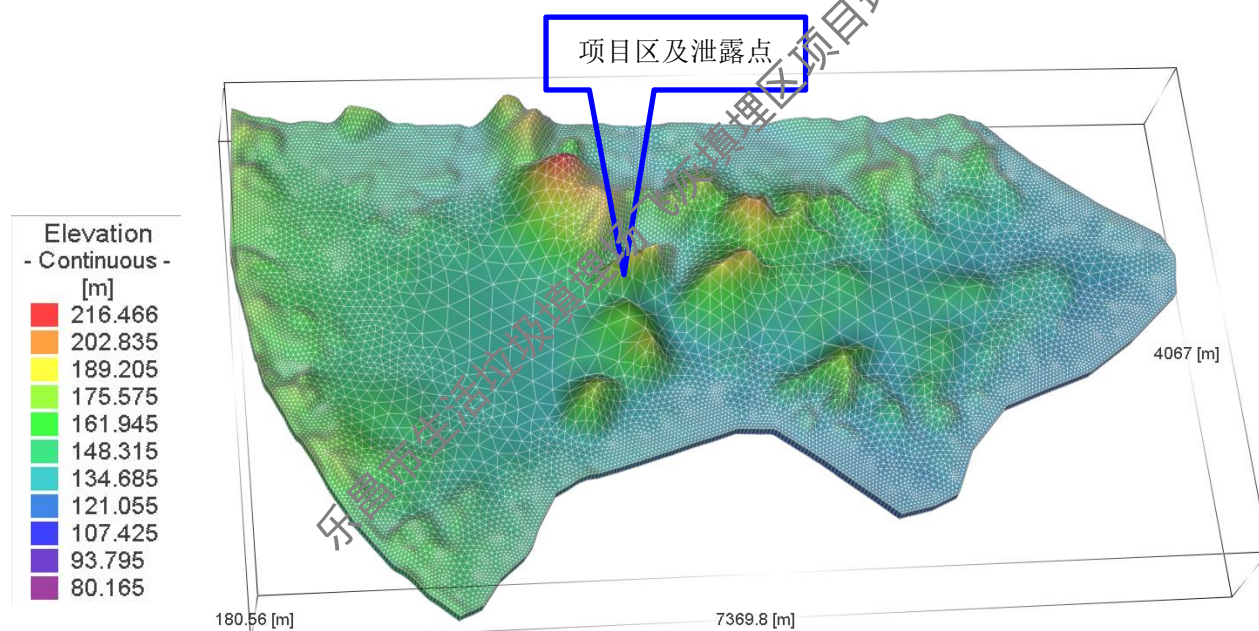 项目区及泄露点
乐昌市生活垃圾填埋场飞灰填埋区项目
Elevation
- Continuous -
[m]
216.466
202.835
189.205
175.575
161.945
148.315
134.685
121.055
107.425
93.795
80.165
4067 [m]
180.56 [m]
7369.8 [m]